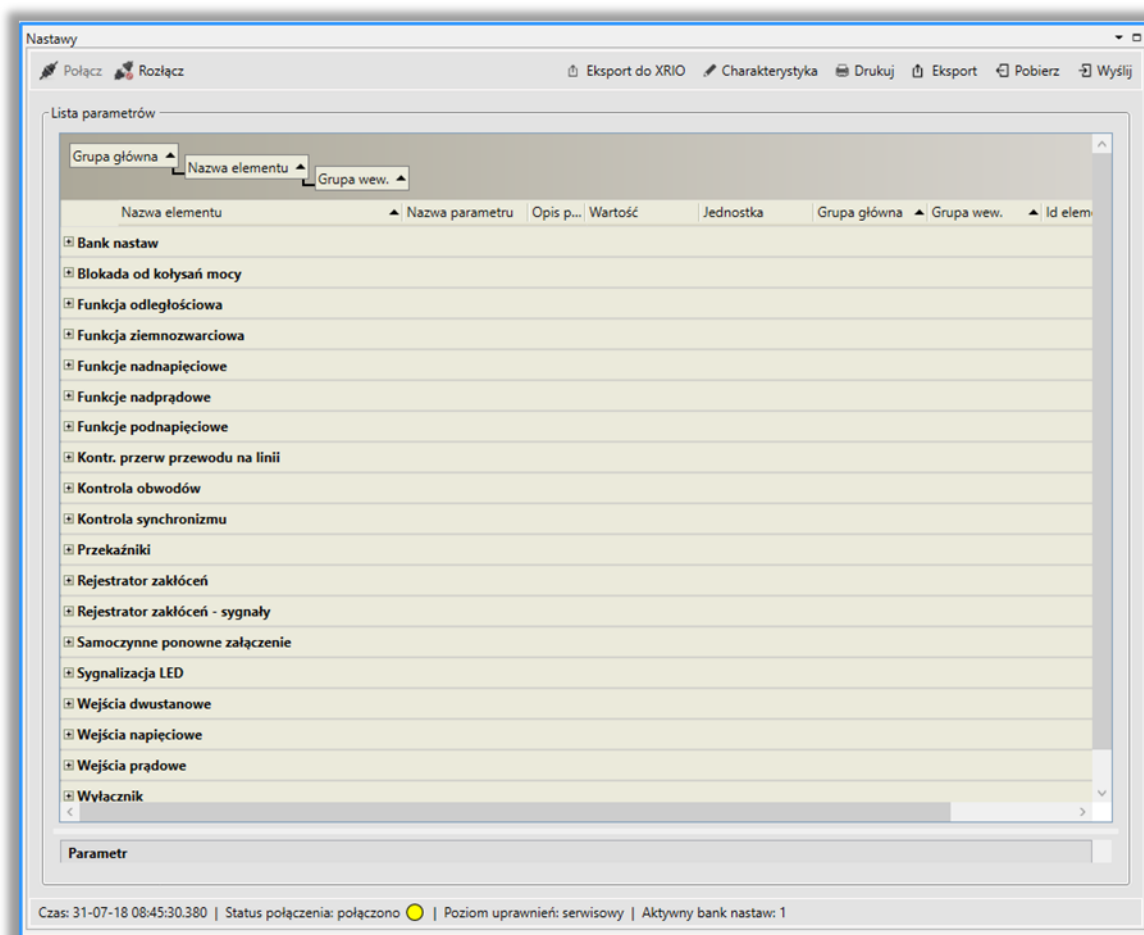 Nastawy
Połącz Rozłącz Eksport do XRIO Charakterystyka Drukuj Eksport Pobierz Wyślij
Lista parametrów
Grupa główna
Nazwa elementu
Grupa wew.
Nazwa elementu Nazwa parametru Opis p... Wartość Jednostka Grupa główna Grupa wew. Id elem
Bank nastaw
Blokada od kołysań mocy
Funkcja odległościowa
Funkcja ziemnozwarciowa
Funkcje nadnapięciowe
Funkcje nadprądowe
Funkcje podnapięciowe
Kontr. przerw przewodu na linii
Kontrola obwodów
Kontrola synchronizmu
Przekaźniki
Rejestrator zakłóceń
Rejestrator zakłóceń - sygnały
Samoczynne ponowne załączenie
Sygnalizacja LED
Wejścia dwustanowe
Wejścia napięciowe
Wejścia prądowe
Wyłącznik
Parametr
Czas: 31-07-18 08:45:30.380 | Status połączenia: połączono | Poziom uprawnień: serwisowy | Aktywny bank nastaw: 1